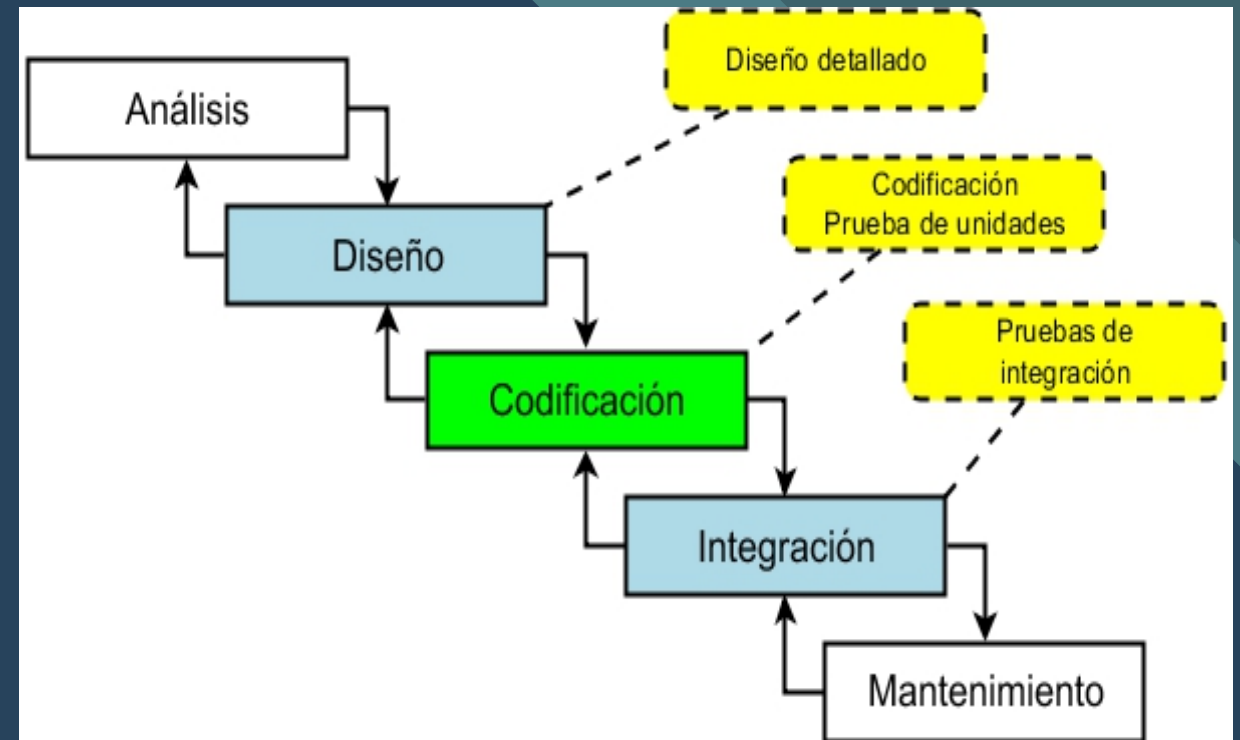 Diseño detallado
Análisis
Codificación
Prueba de unidades
Diseño
Pruebas de
integración
Codificación
Integración
Mantenimiento